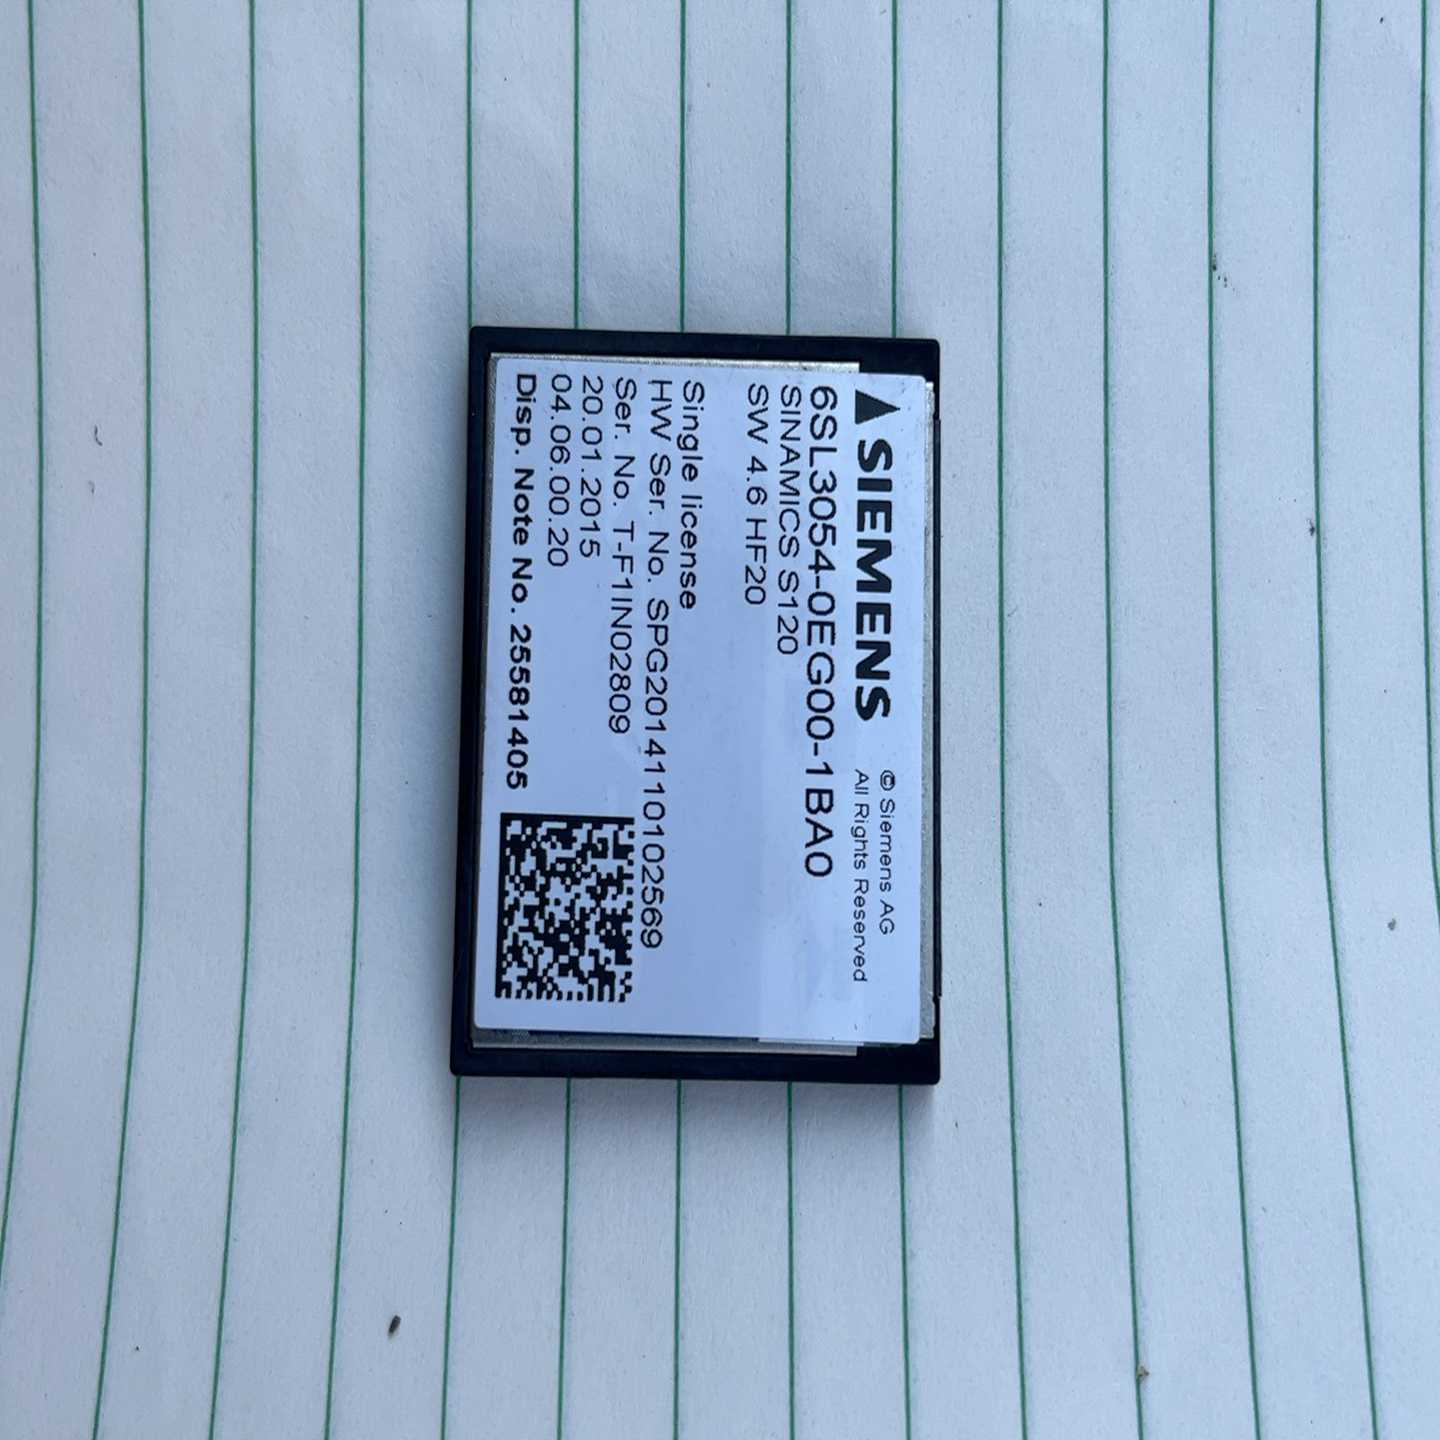 SIEMENS
© Siemens AG
All Rights Reserved
6SL3054-0EG00-1BA0
SINAMICS S120
SW 4.6 HF20
Single license
HW Ser. No. SPG2014110102569
Ser. No. T-F1IN02809
20.01.2015
04.06.00.20
Disp. Note No. 25581405